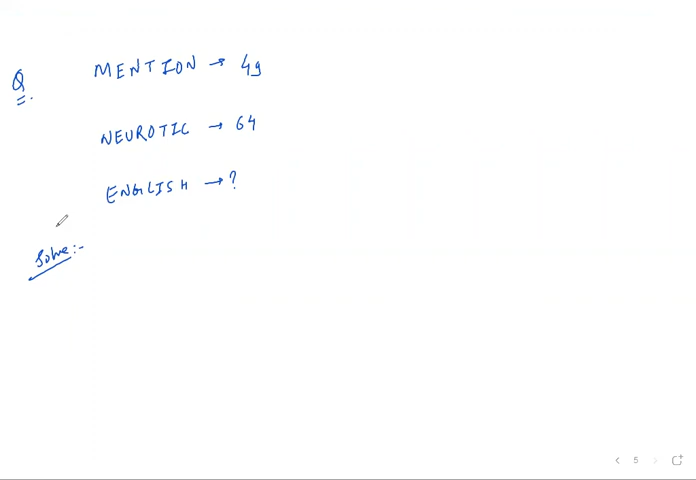 Q. MENTION → 49
NEUROTIC → 64
ENGLISH → ?
Solve:-
5